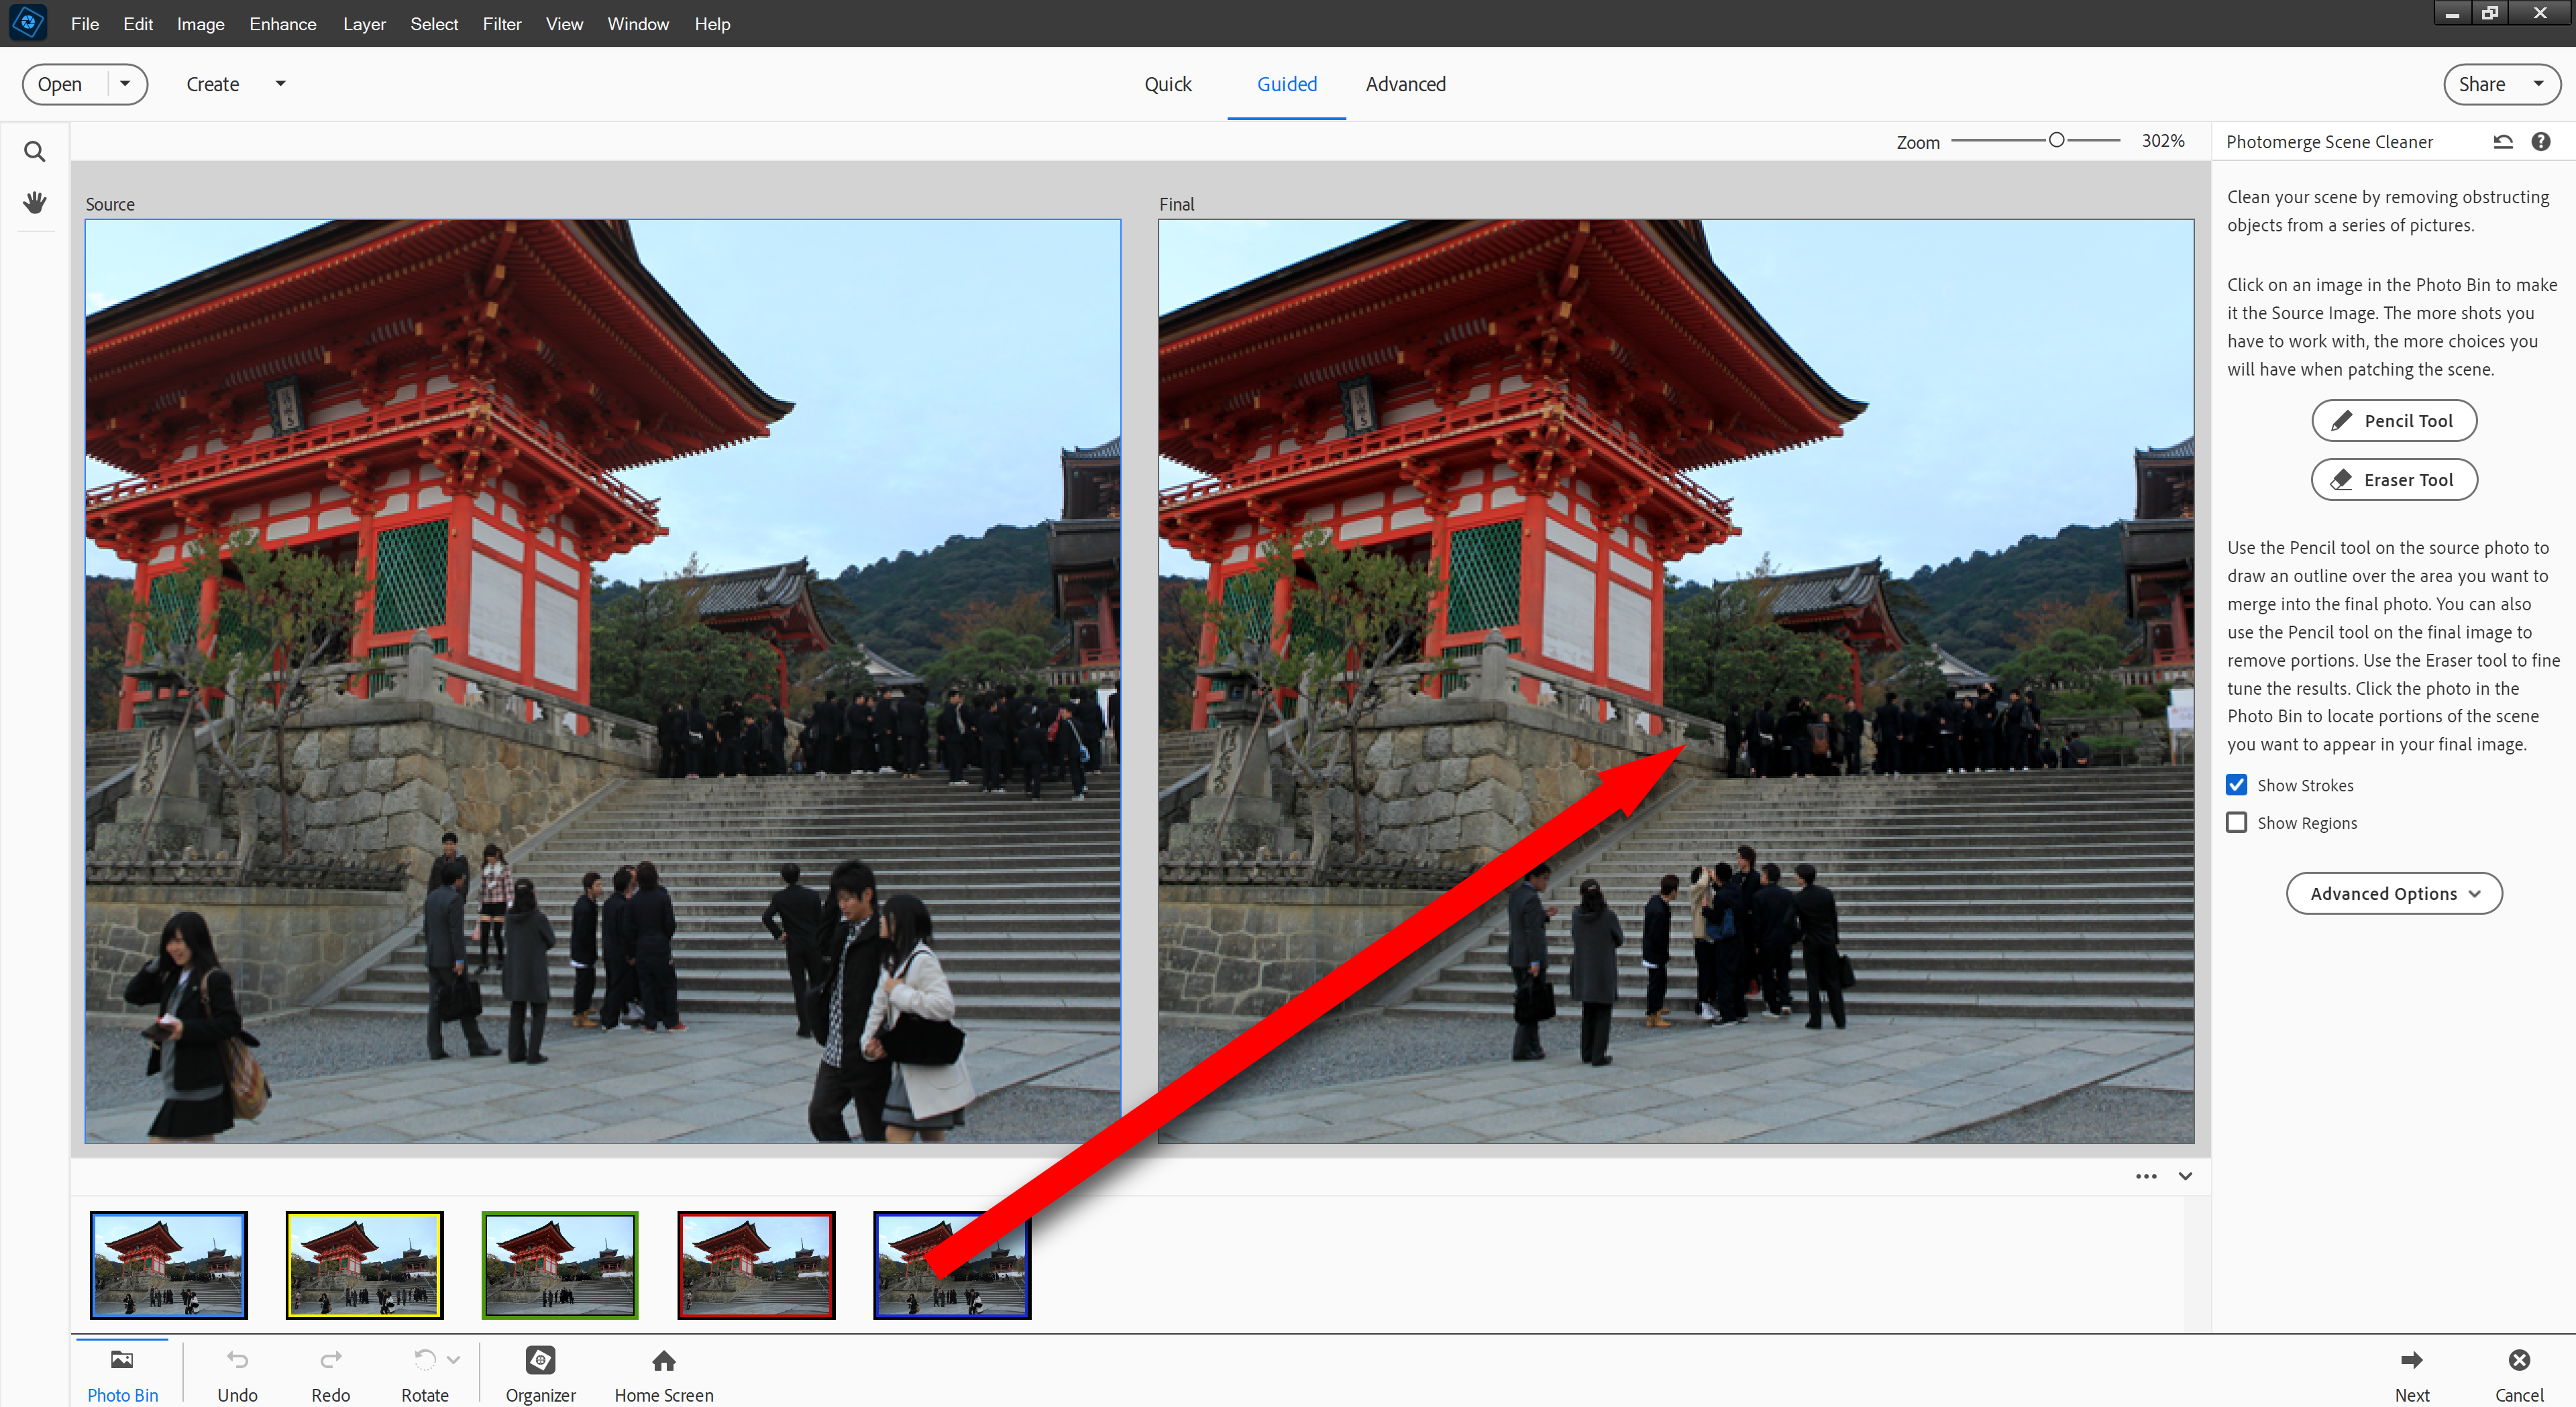 File Edit Image Enhance Layer Select Filter View Window Help
Open Create Quick Guided Advanced Share
Zoom 302% Photomerge Scene Cleaner
Source Final
Clean your scene by removing obstructing
objects from a series of pictures.
Click on an image in the Photo Bin to make
it the Source Image. The more shots you
have to work with, the more choices you
will have when patching the scene.
Pencil Tool
Eraser Tool
Use the Pencil tool on the source photo to
draw an outline over the area you want to
merge into the final photo. You can also
use the Pencil tool on the final image to
remove portions. Use the Eraser tool to fine
tune the results. Click the photo in the
Photo Bin to locate portions of the scene
you want to appear in your final image.
Show Strokes
Show Regions
Advanced Options
Photo Bin Undo Redo Rotate Organizer Home Screen Next Cancel